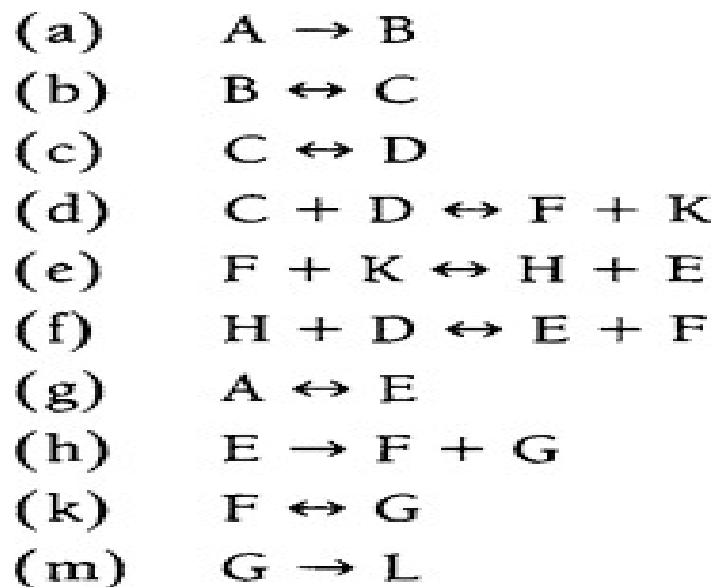 (a) A → B
(b) B ↔ C
(c) C ↔ D
(d) C + D ↔ F + K
(e) F + K ↔ H + E
(f) H + D ↔ E + F
(g) A ↔ E
(h) E → F + G
(k) F ↔ G
(m) G → L